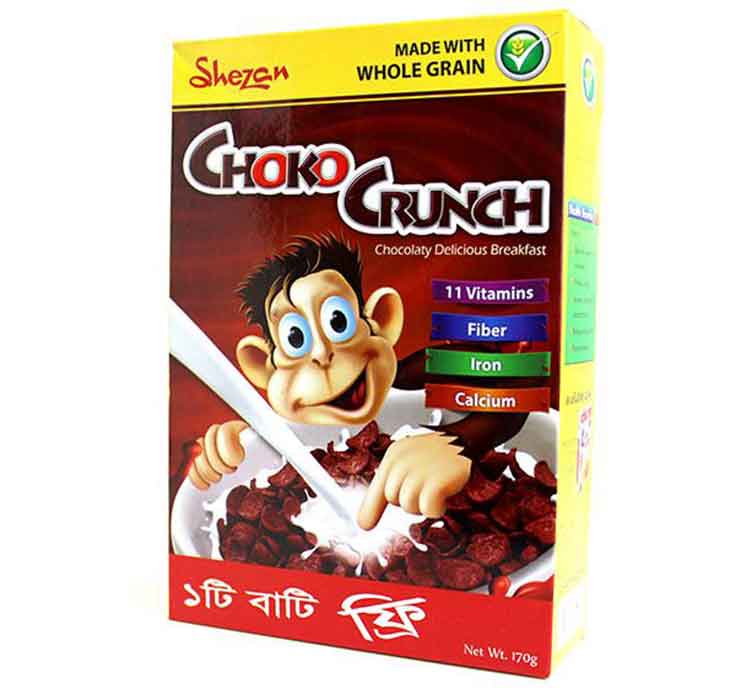 Shezan
MADE WITH
WHOLE GRAIN
CHOKO
CRUNCH
Chocolaty Delicious Breakfast
11 Vitamins
Fiber
Iron
Calcium
১টি বাটি ফ্রি
Net Wt. 170g